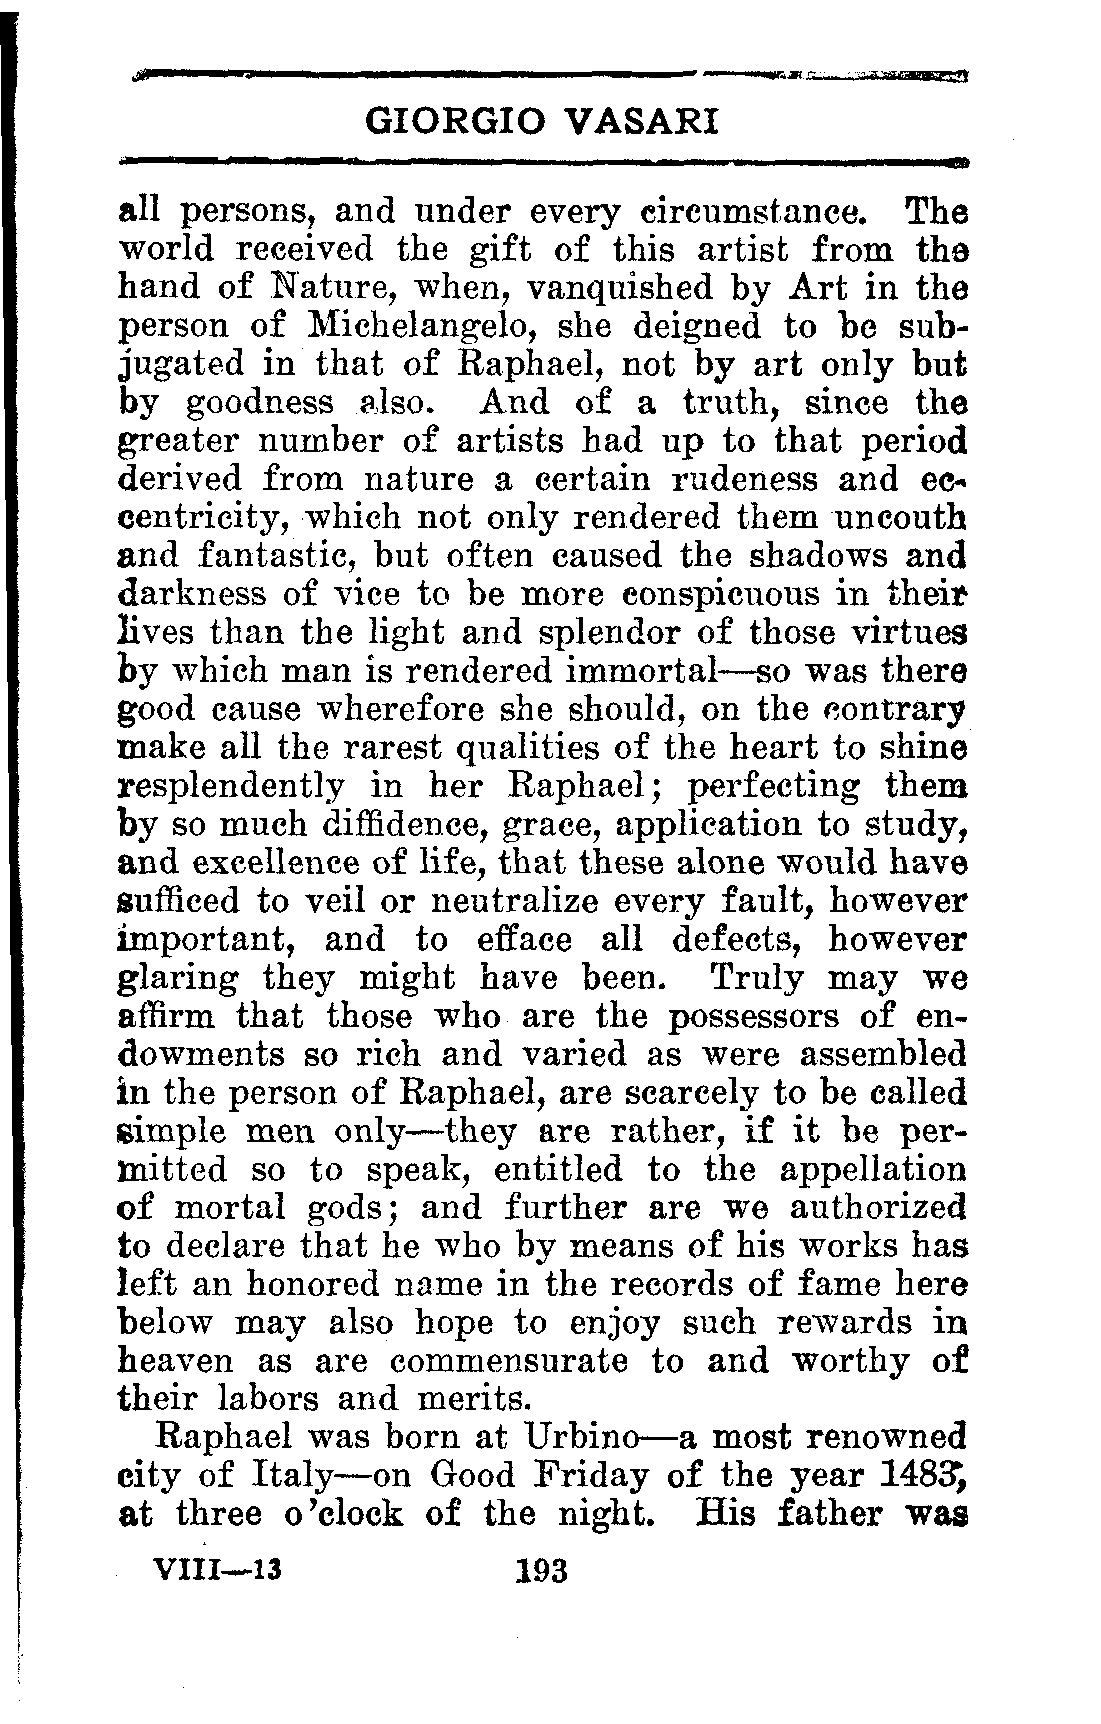 GIORGIO VASARI
all persons, and under every circumstance. The
world received the gift of this artist from the
hand of Nature, when, vanquished by Art in the
person of Michelangelo, she deigned to be sub-
jugated in that of Raphael, not by art only but
by goodness also. And of a truth, since the
greater number of artists had up to that period
derived from nature a certain rudeness and ec-
centricity, which not only rendered them uncouth
and fantastic, but often caused the shadows and
darkness of vice to be more conspicuous in their
lives than the light and splendor of those virtues
by which man is rendered immortal—so was there
good cause wherefore she should, on the contrary
make all the rarest qualities of the heart to shine
resplendently in her Raphael; perfecting them
by so much diffidence, grace, application to study,
and excellence of life, that these alone would have
sufficed to veil or neutralize every fault, however
important, and to efface all defects, however
glaring they might have been. Truly may we
affirm that those who are the possessors of en-
dowments so rich and varied as were assembled
in the person of Raphael, are scarcely to be called
simple men only—they are rather, if it be per-
mitted so to speak, entitled to the appellation
of mortal gods; and further are we authorized
to declare that he who by means of his works has
left an honored name in the records of fame here
below may also hope to enjoy such rewards in
heaven as are commensurate to and worthy of
their labors and merits.
Raphael was born at Urbino—a most renowned
city of Italy—on Good Friday of the year 1483,
at three o'clock of the night. His father was
VIII—13 193